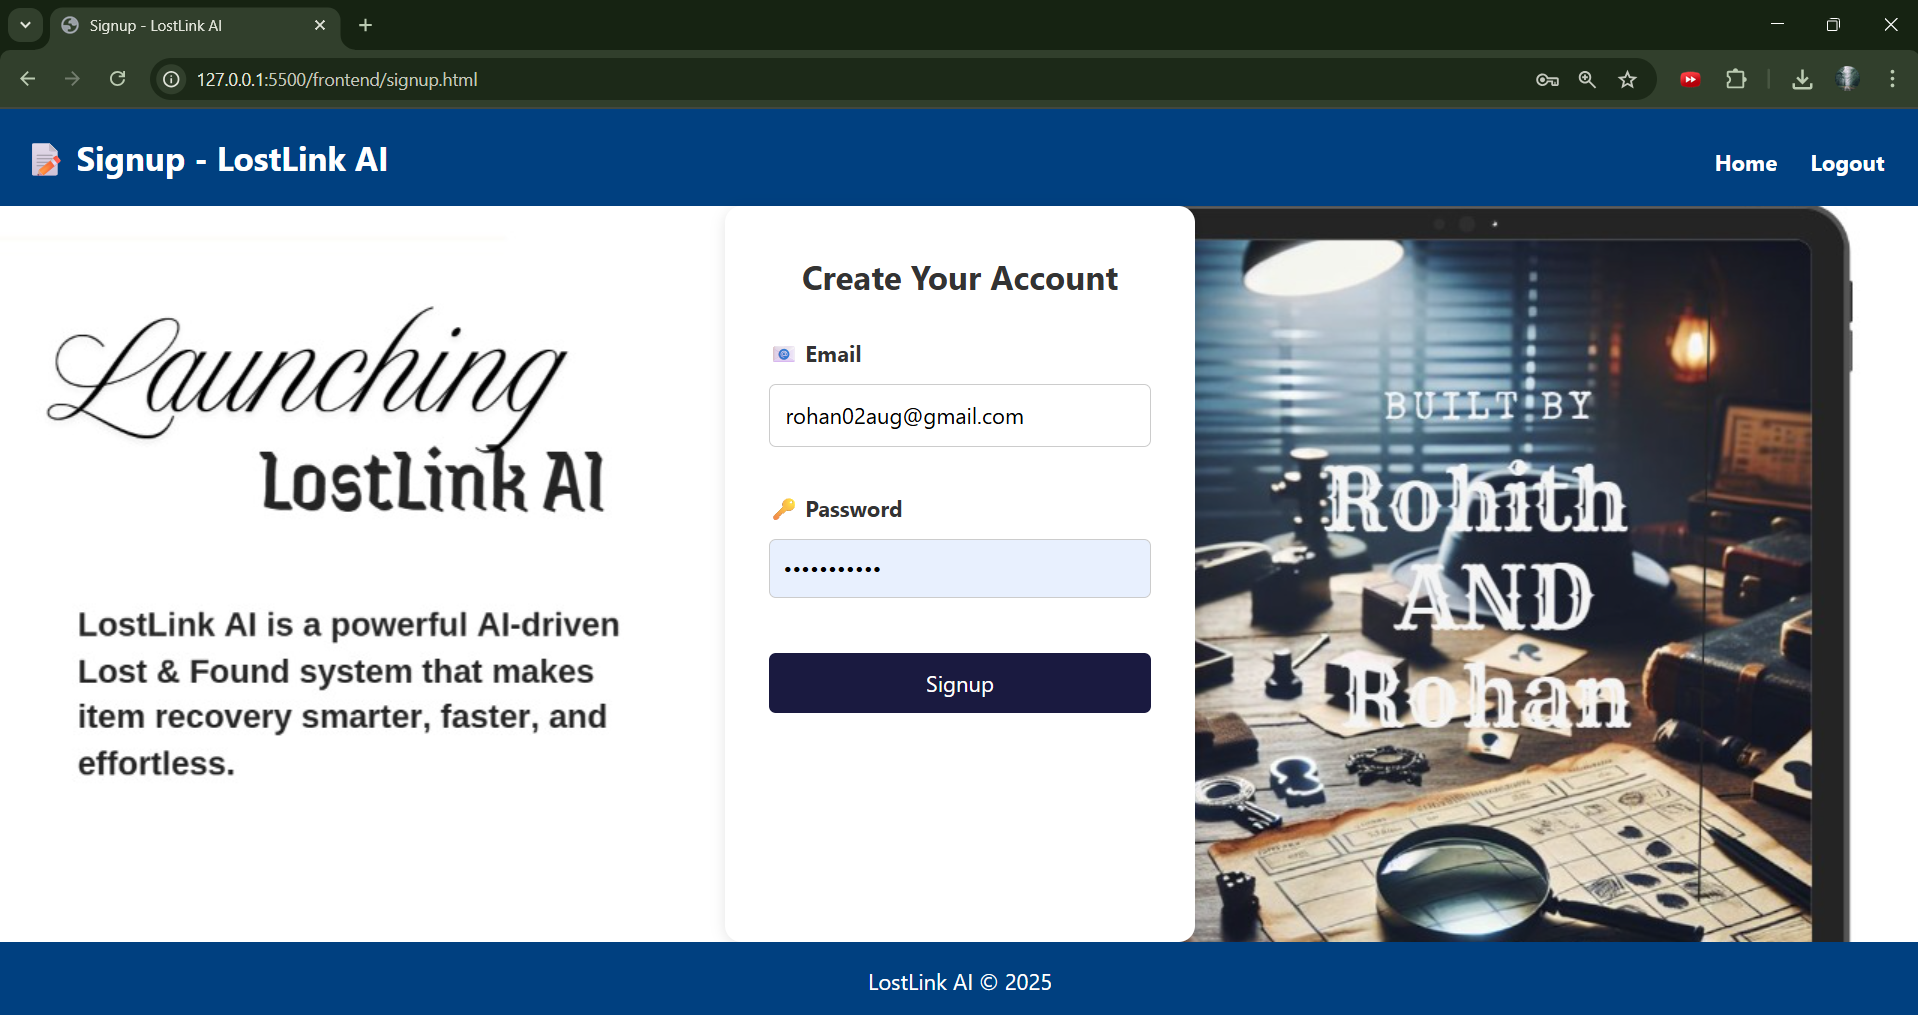 Signup - LostLink AI
127.0.0.1:5500/frontend/signup.html
Signup - LostLink AI
Home
Logout
Launching
LostLink AI
LostLink AI is a powerful AI-driven
Lost & Found system that makes
item recovery smarter, faster, and
effortless.
Create Your Account
Email
rohan02aug@gmail.com
Password
•••••••••••
Signup
BUILT BY
Rohith
AND
Rohan
LostLink AI © 2025